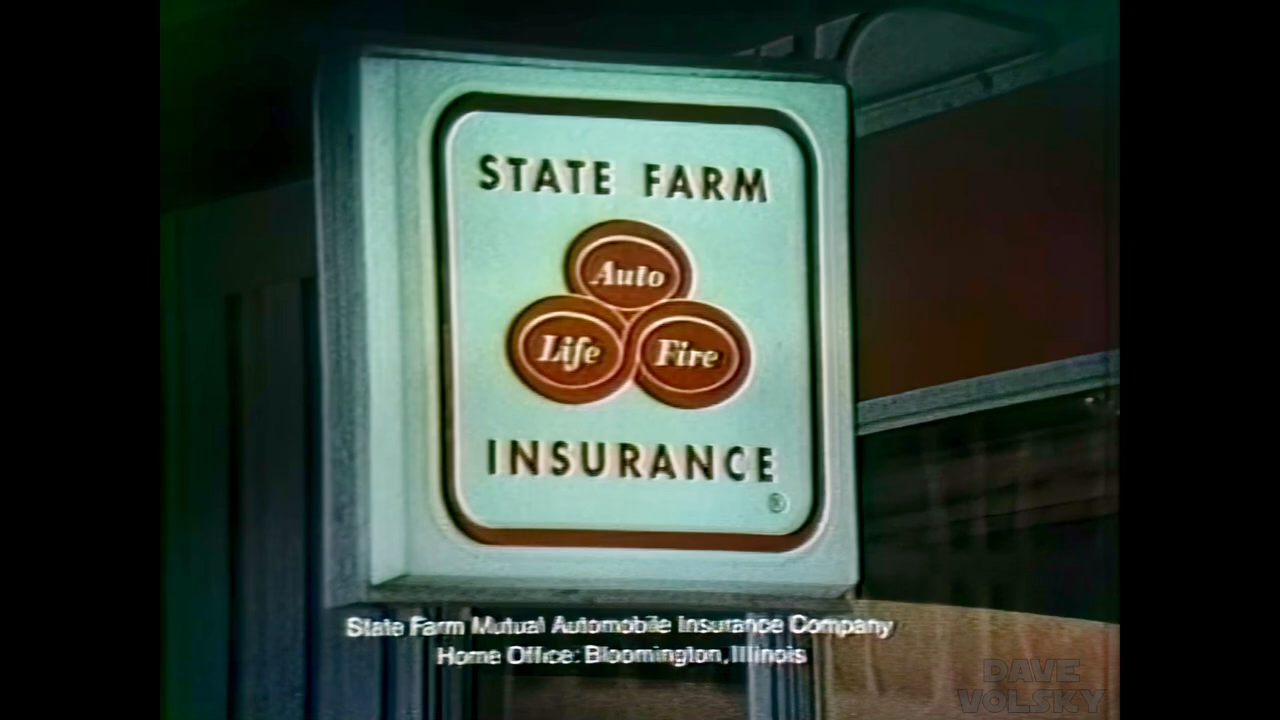 STATE FARM
Auto
Life Fire
INSURANCE
®
State Farm Mutual Automobile Insurance Company
Home Office: Bloomington, Illinois
DAVE
VOLSKY